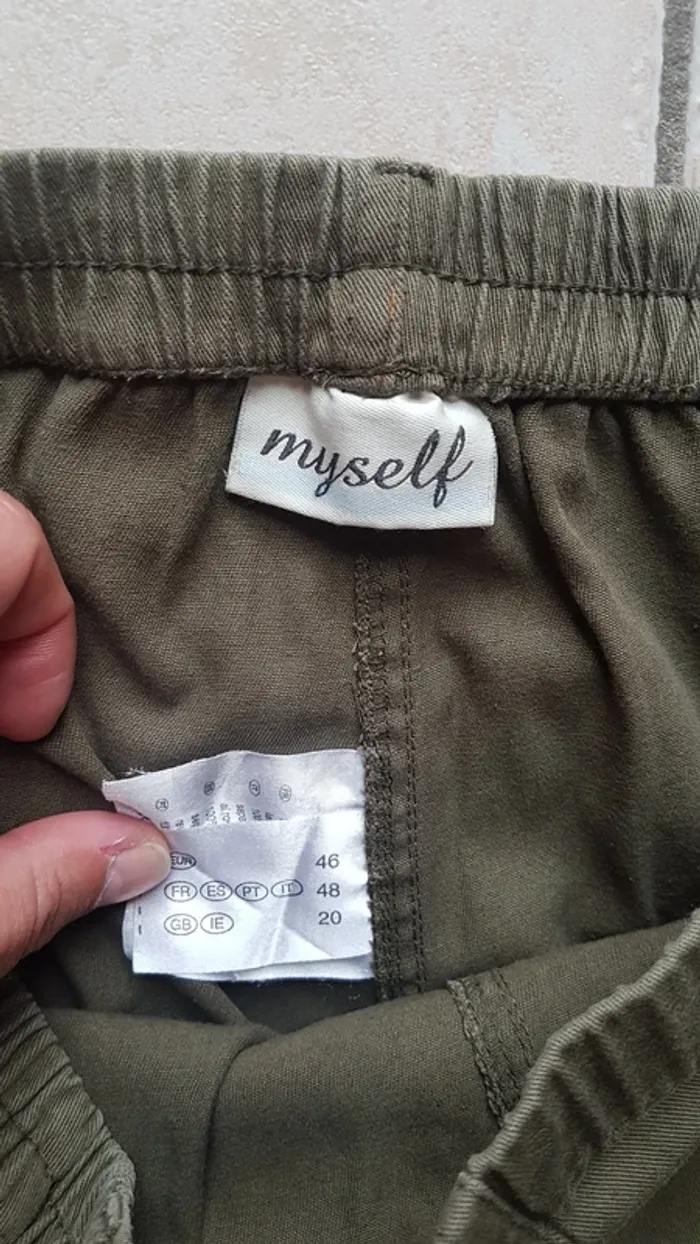 myself
EUR 46
FR ES PT IT 48
GB IE 20